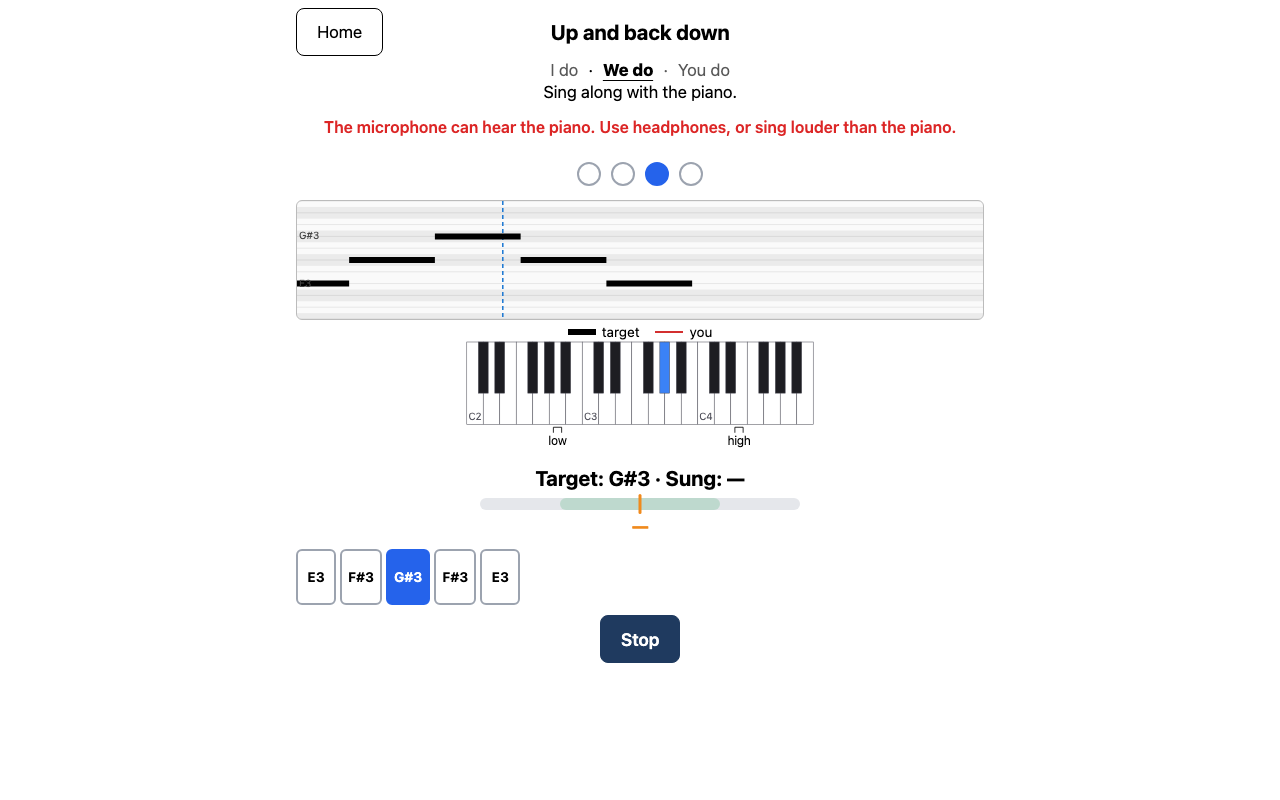 Home
Up and back down
I do · We do · You do
Sing along with the piano.
The microphone can hear the piano. Use headphones, or sing louder than the piano.
G#3
target you
C2 C3 C4
low high
Target: G#3 · Sung: —
—
E3 F#3 G#3 F#3 E3
Stop